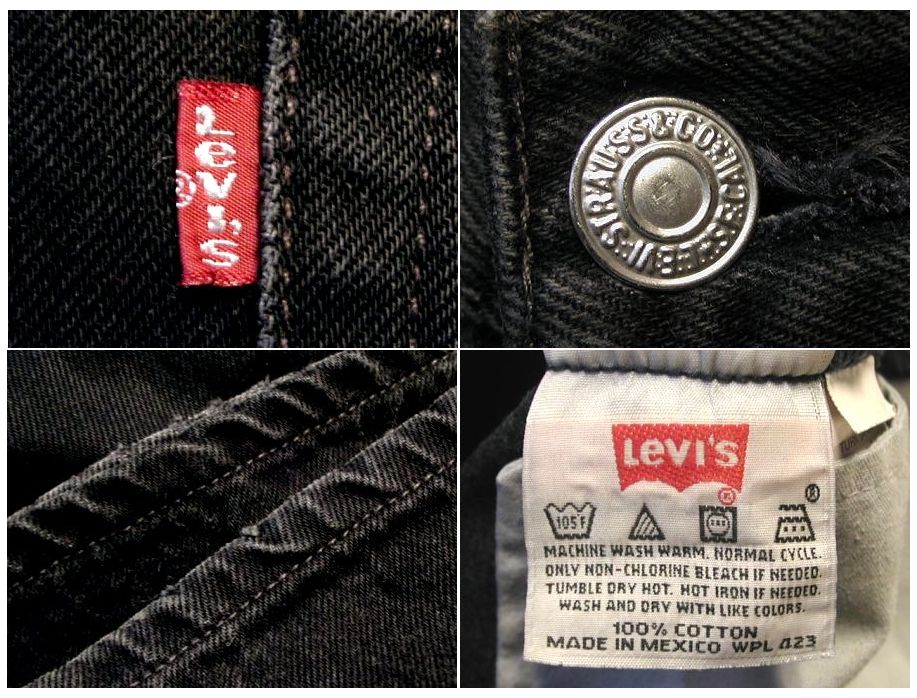 LEVI'S
®
LEVI STRAUSS & CO. S.F. CAL.
LEVI'S
®
105F
®
MACHINE WASH WARM. NORMAL CYCLE.
ONLY NON-CHLORINE BLEACH IF NEEDED.
TUMBLE DRY HOT. HOT IRON IF NEEDED.
WASH AND DRY WITH LIKE COLORS.
100% COTTON
MADE IN MEXICO WPL 423